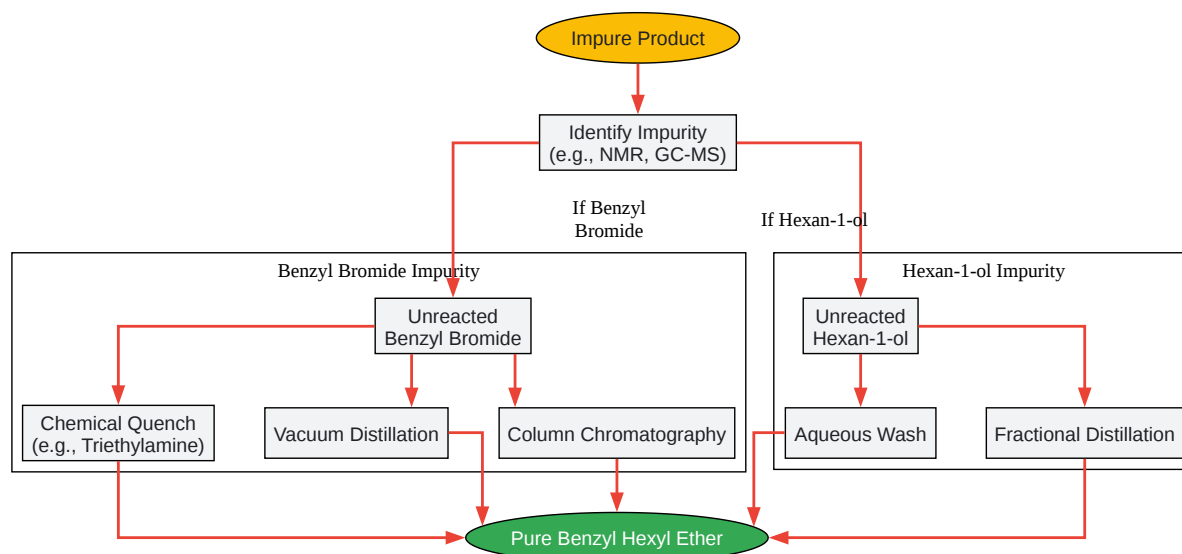 Impure Product
Identify Impurity
(e.g., NMR, GC-MS)
If Benzyl
Bromide
If Hexan-1-ol
Benzyl Bromide Impurity
Hexan-1-ol Impurity
Unreacted
Benzyl Bromide
Unreacted
Hexan-1-ol
Chemical Quench
(e.g., Triethylamine)
Vacuum Distillation
Column Chromatography
Aqueous Wash
Fractional Distillation
Pure Benzyl Hexyl Ether